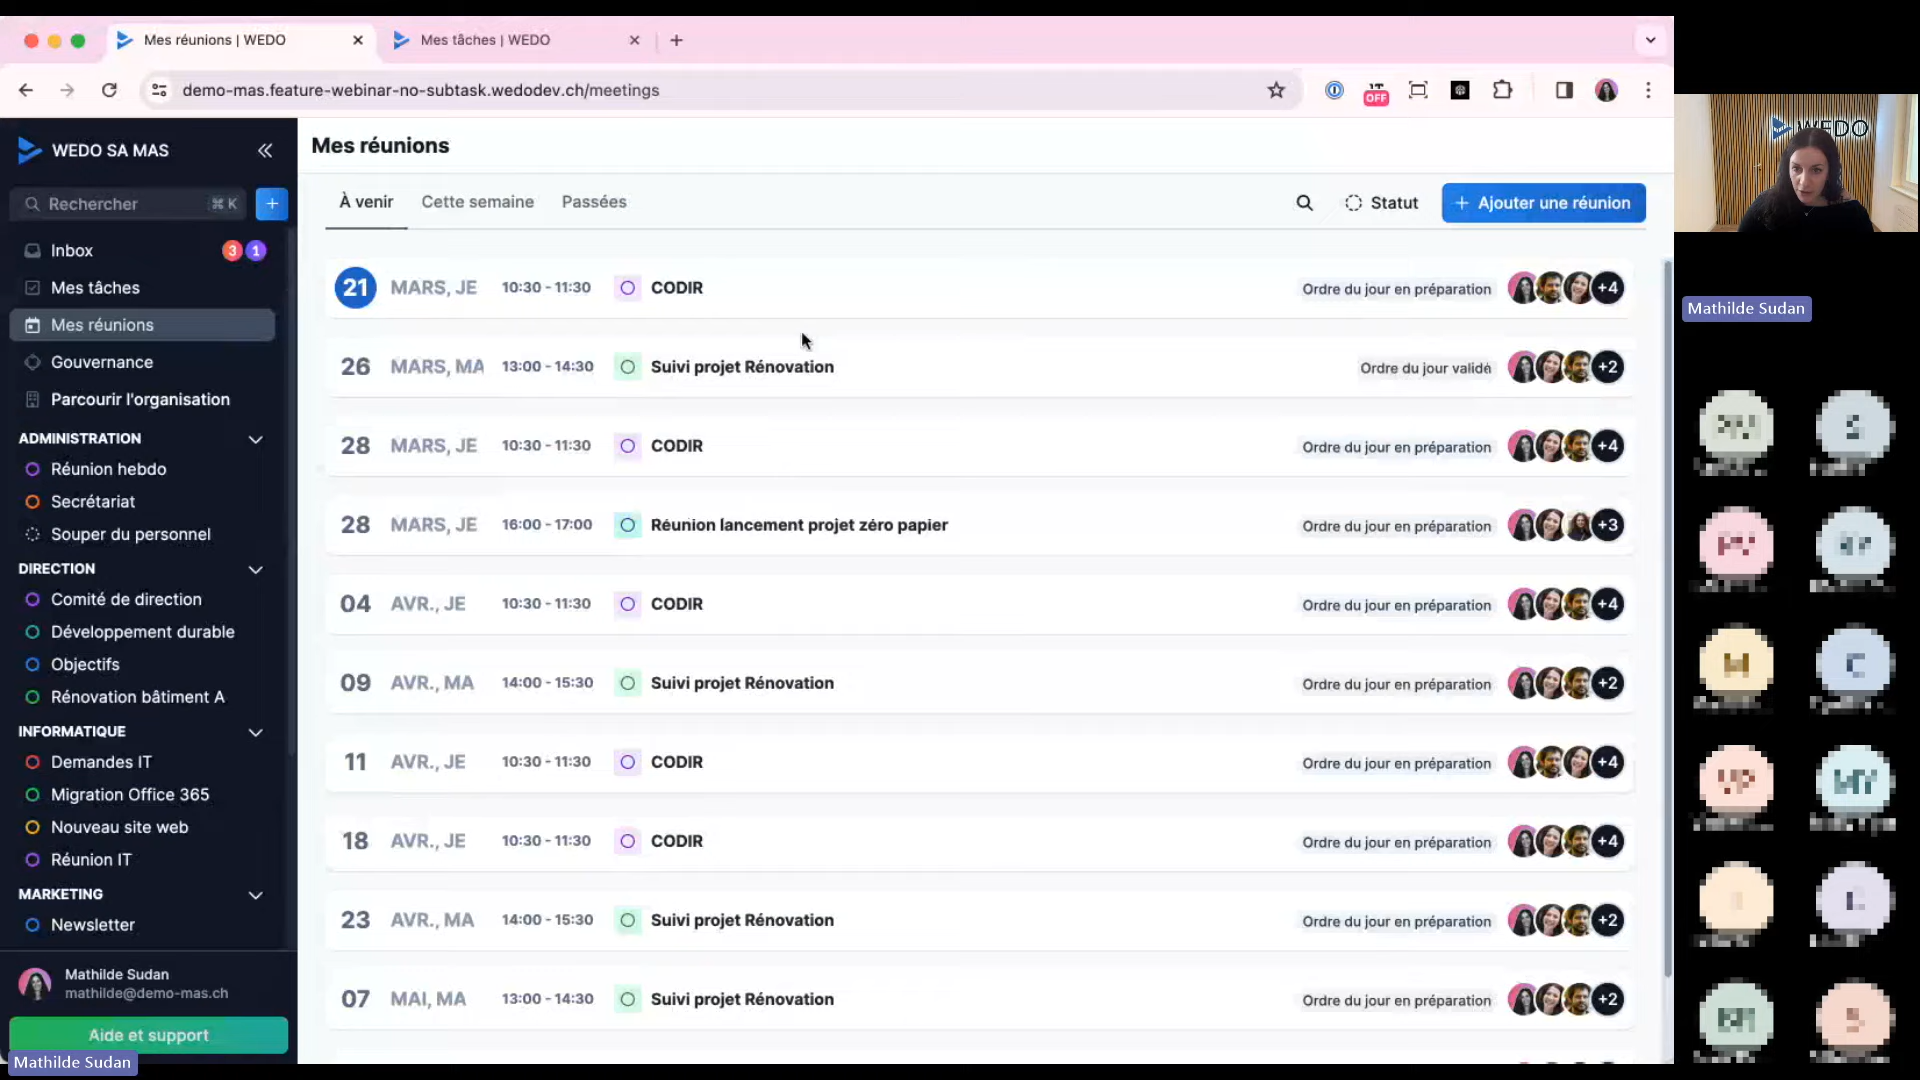 Mes réunions | WEDO
Mes tâches | WEDO
demo-mas.feature-webinar-no-subtask.wedodev.ch/meetings
OFF
WEDO SA MAS
Rechercher
⌘ K
Inbox
3
1
Mes tâches
Mes réunions
Gouvernance
Parcourir l'organisation
ADMINISTRATION
Réunion hebdo
Secrétariat
Souper du personnel
DIRECTION
Comité de direction
Développement durable
Objectifs
Rénovation bâtiment A
INFORMATIQUE
Demandes IT
Migration Office 365
Nouveau site web
Réunion IT
MARKETING
Newsletter
Mathilde Sudan
mathilde@demo-mas.ch
Aide et support
Mathilde Sudan
Mes réunions
À venir
Cette semaine
Passées
Statut
+ Ajouter une réunion
21 MARS, JE 10:30 - 11:30 CODIR Ordre du jour en préparation +4
26 MARS, MA 13:00 - 14:30 Suivi projet Rénovation Ordre du jour validé +2
28 MARS, JE 10:30 - 11:30 CODIR Ordre du jour en préparation +4
28 MARS, JE 16:00 - 17:00 Réunion lancement projet zéro papier Ordre du jour en préparation +3
04 AVR., JE 10:30 - 11:30 CODIR Ordre du jour en préparation +4
09 AVR., MA 14:00 - 15:30 Suivi projet Rénovation Ordre du jour en préparation +2
11 AVR., JE 10:30 - 11:30 CODIR Ordre du jour en préparation +4
18 AVR., JE 10:30 - 11:30 CODIR Ordre du jour en préparation +4
23 AVR., MA 14:00 - 15:30 Suivi projet Rénovation Ordre du jour en préparation +2
07 MAI, MA 13:00 - 14:30 Suivi projet Rénovation Ordre du jour en préparation +2
WEDO
Mathilde Sudan